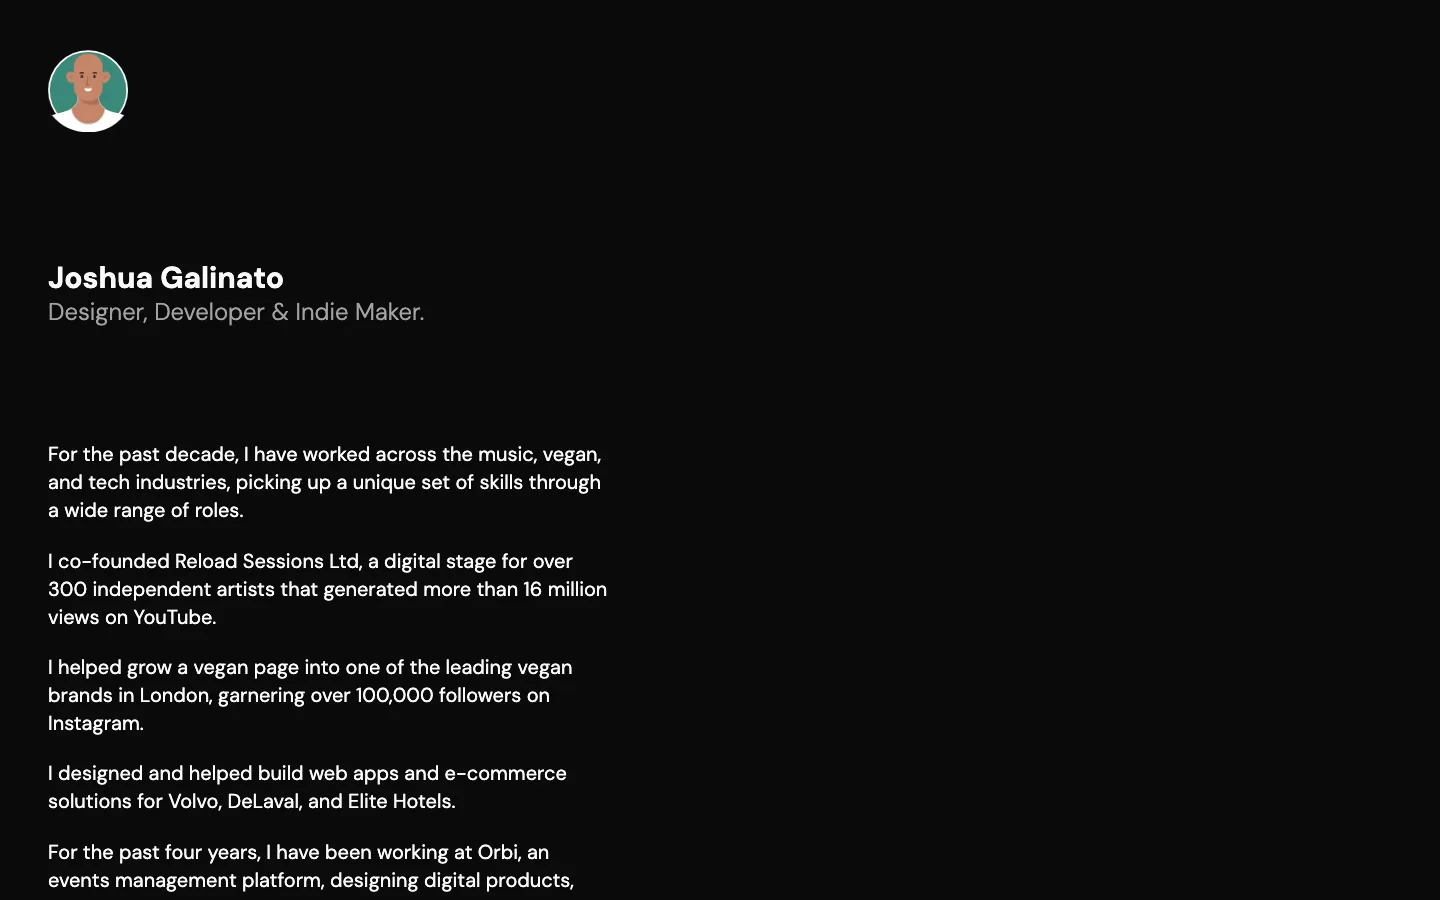 Joshua Galinato
Designer, Developer & Indie Maker.
For the past decade, I have worked across the music, vegan,
and tech industries, picking up a unique set of skills through
a wide range of roles.
I co-founded Reload Sessions Ltd, a digital stage for over
300 independent artists that generated more than 16 million
views on YouTube.
I helped grow a vegan page into one of the leading vegan
brands in London, garnering over 100,000 followers on
Instagram.
I designed and helped build web apps and e-commerce
solutions for Volvo, DeLaval, and Elite Hotels.
For the past four years, I have been working at Orbi, an
events management platform, designing digital products,